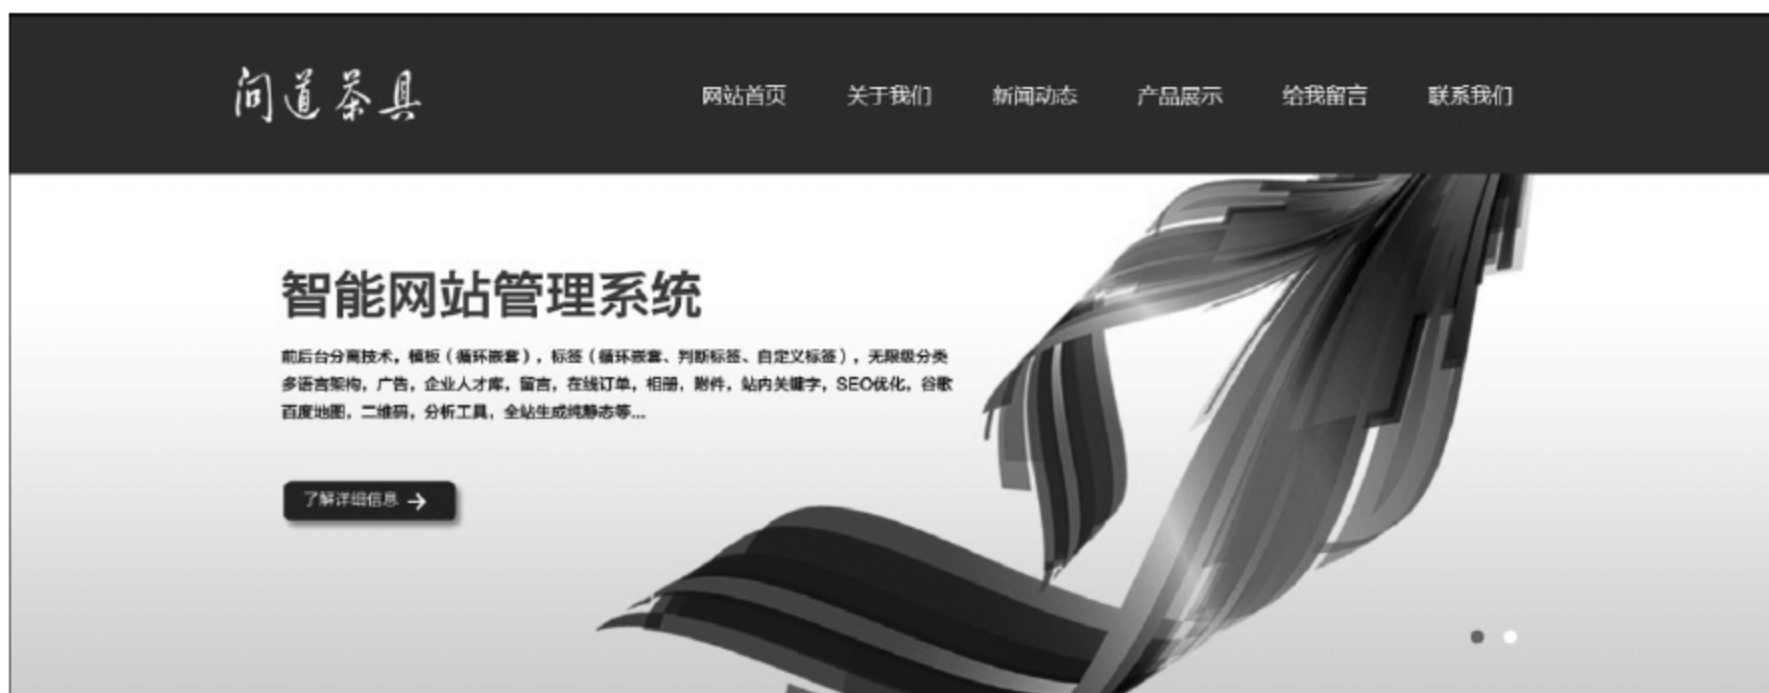 问道茶具
网站首页 关于我们 新闻动态 产品展示 给我留言 联系我们
智能网站管理系统
前后台分离技术，模板（循环嵌套），标签（循环嵌套、判断标签、自定义标签），无限级分类
多语言架构，广告，企业人才库，留言，在线订单，相册，附件，站内关键字，SEO优化，谷歌
百度地图，二维码，分析工具，全站生成纯静态等...
了解详细信息 →